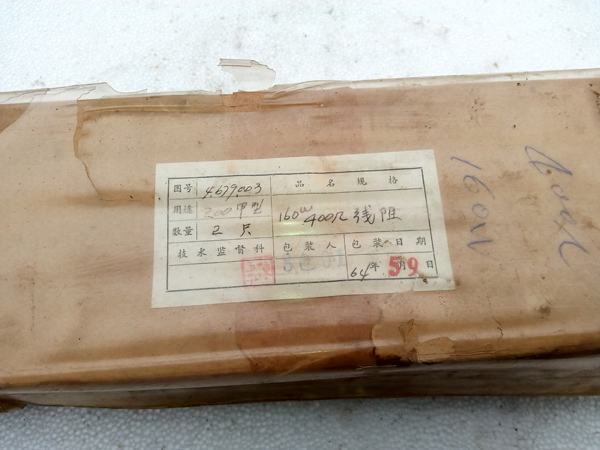 图号 4.679003 品名规格
用途 200甲型 160W 400Ω 线阻
数量 2只
技术监督科 包装人 包装日期
64年 5月9日
400Ω
160W